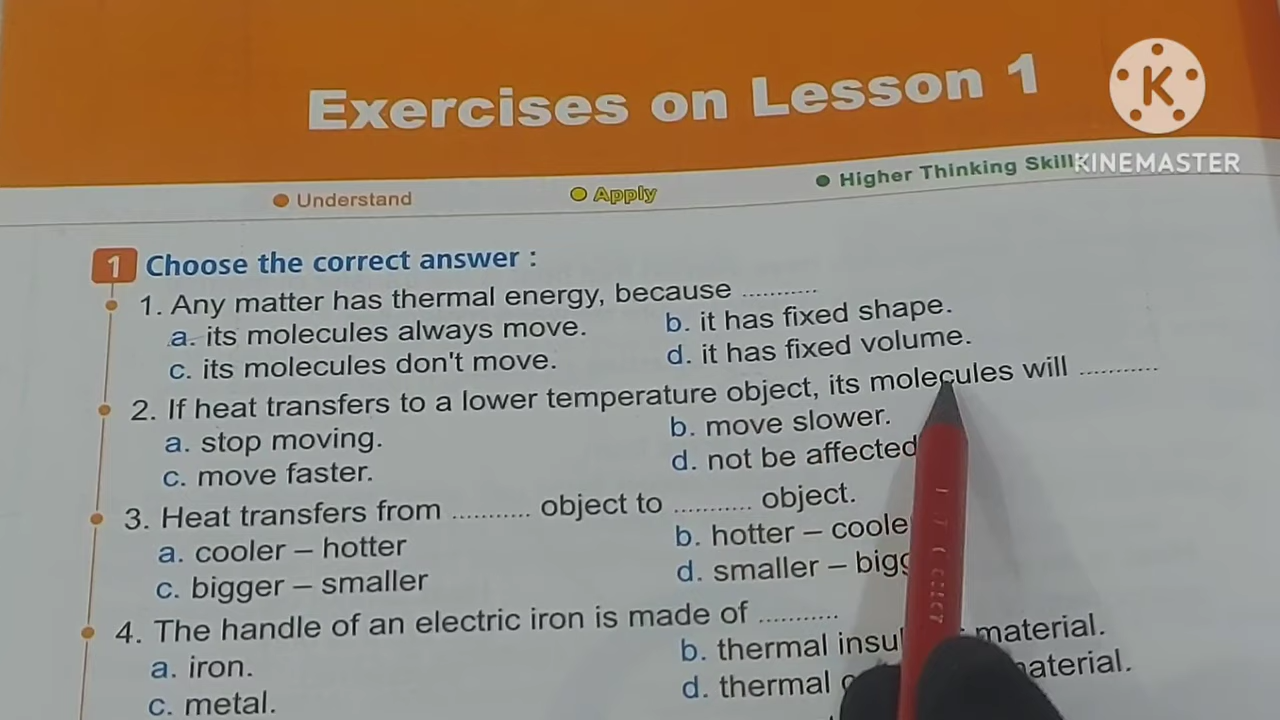 Exercises on Lesson 1
K
KINEMASTER
Understand
Apply
Higher Thinking Skill
1 Choose the correct answer :
1. Any matter has thermal energy, because ...........
a. its molecules always move.
b. it has fixed shape.
c. its molecules don't move.
d. it has fixed volume.
2. If heat transfers to a lower temperature object, its molecules will ...........
a. stop moving.
b. move slower.
c. move faster.
d. not be affected
3. Heat transfers from ........... object to ........... object.
a. cooler – hotter
b. hotter –
c. bigger – smaller
d. smaller –
4. The handle of an electric iron is made of ...........
a. iron.
b. thermal material.
c. metal.
d. thermal material.